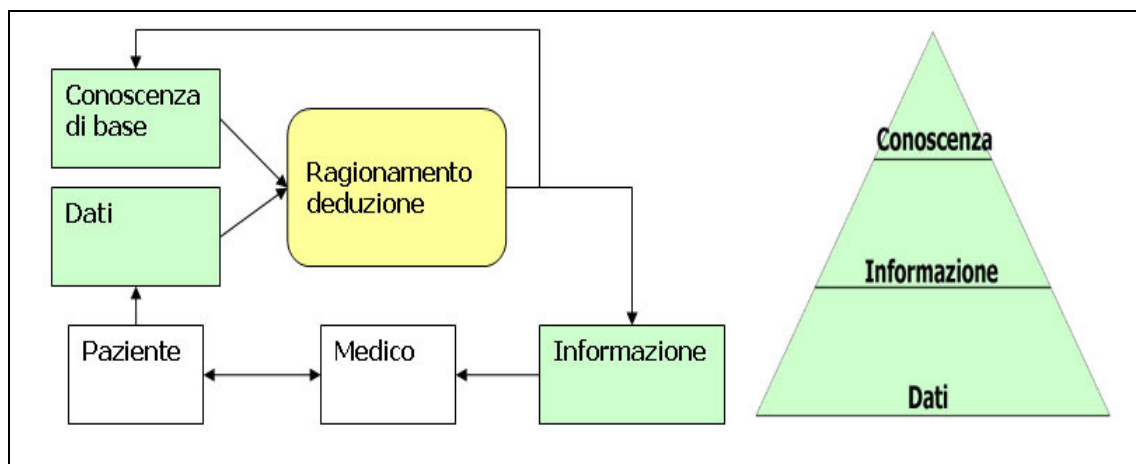 Conoscenza
di base
Dati
Ragionamento
deduzione
Paziente
Medico
Informazione
Conoscenza
Informazione
Dati